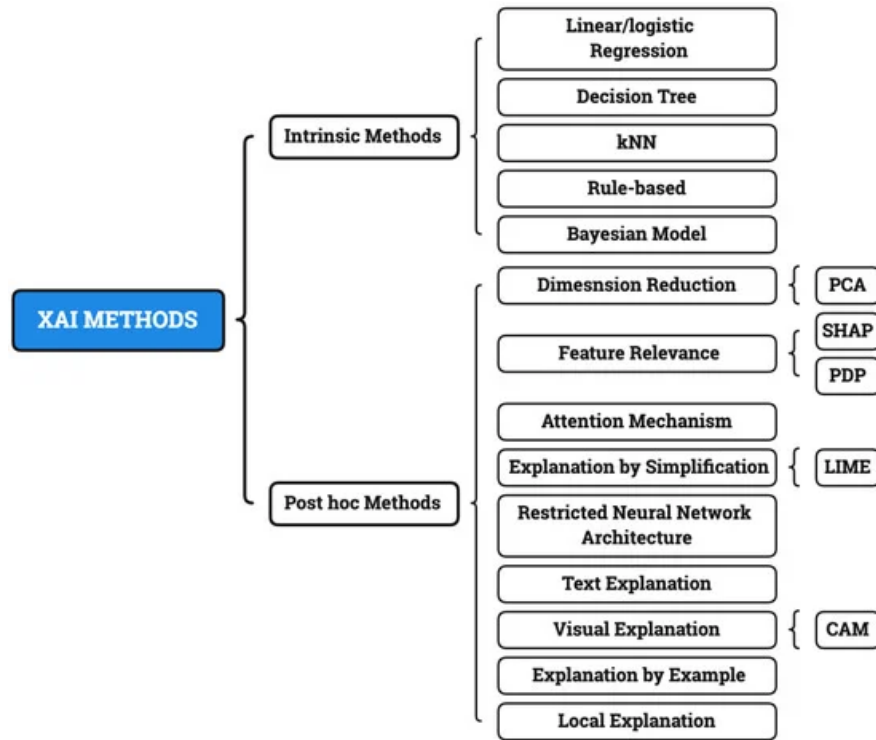 Linear/logistic
Regression
Decision Tree
Intrinsic Methods
kNN
Rule-based
Bayesian Model
XAI METHODS
Dimesnsion Reduction
PCA
SHAP
Feature Relevance
PDP
Attention Mechanism
Explanation by Simplification
LIME
Post hoc Methods
Restricted Neural Network
Architecture
Text Explanation
Visual Explanation
CAM
Explanation by Example
Local Explanation